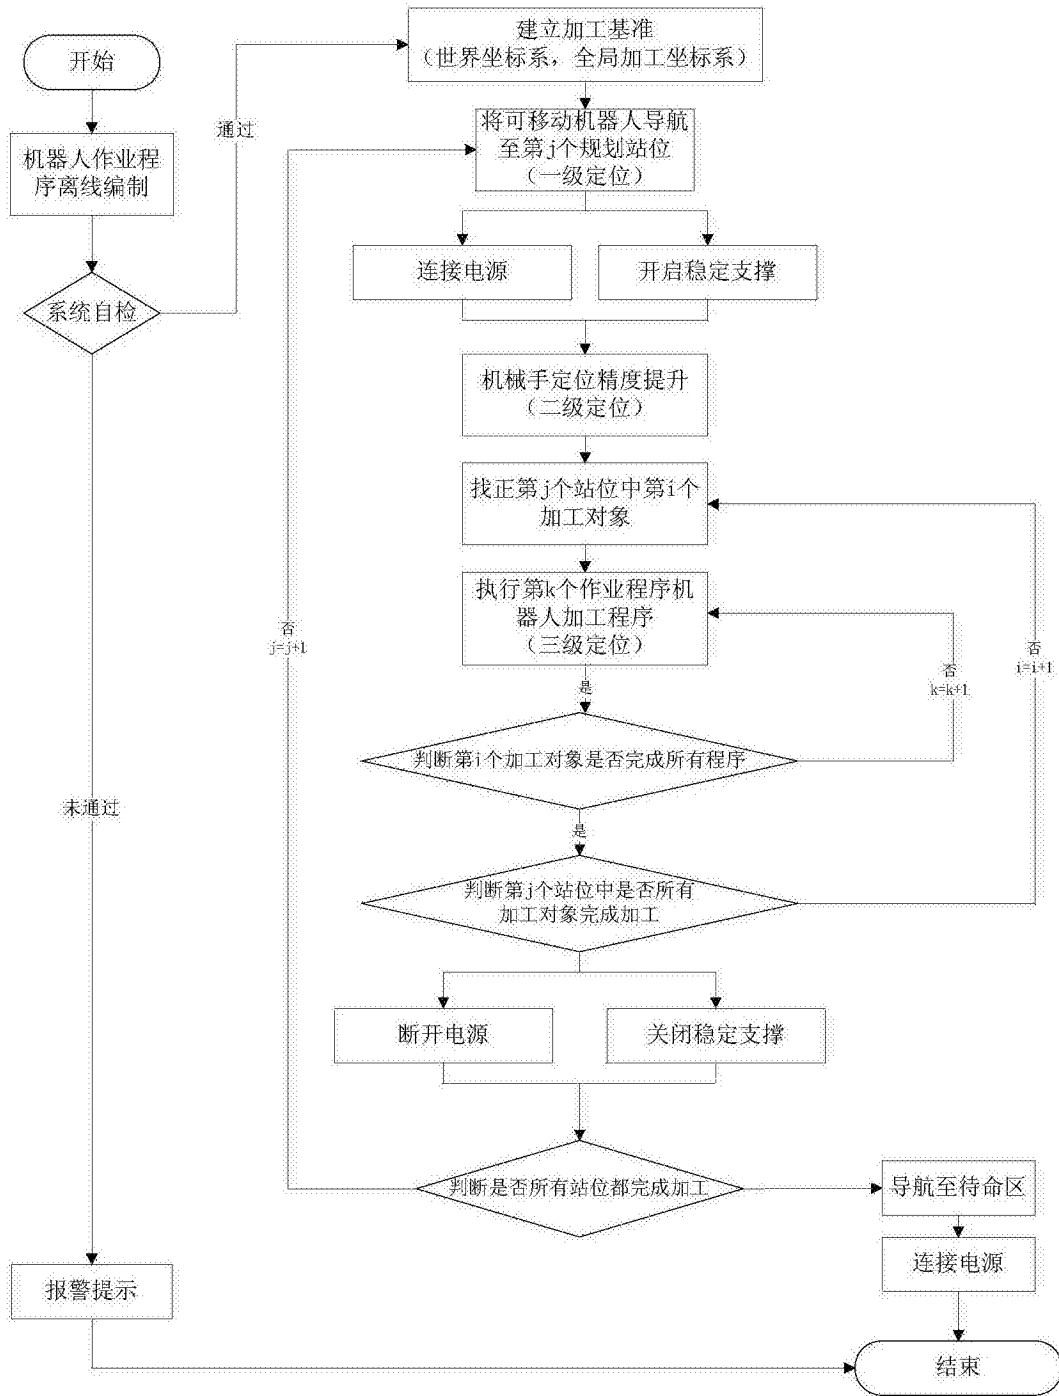 开始
机器人作业程
序离线编制
系统自检
通过
未通过
报警提示
建立加工基准
（世界坐标系，全局加工坐标系）
将可移动机器人导航
至第j个规划站位
（一级定位）
连接电源
开启稳定支撑
机械手定位精度提升
（二级定位）
找正第j个站位中第i个
加工对象
执行第k个作业程序机
器人加工程序
（三级定位）
是
判断第i个加工对象是否完成所有程序
否
k=k+1
是
判断第j个站位中是否所有
加工对象完成加工
否
i=i+1
断开电源
关闭稳定支撑
判断是否所有站位都完成加工
否
j=j+1
导航至待命区
连接电源
结束